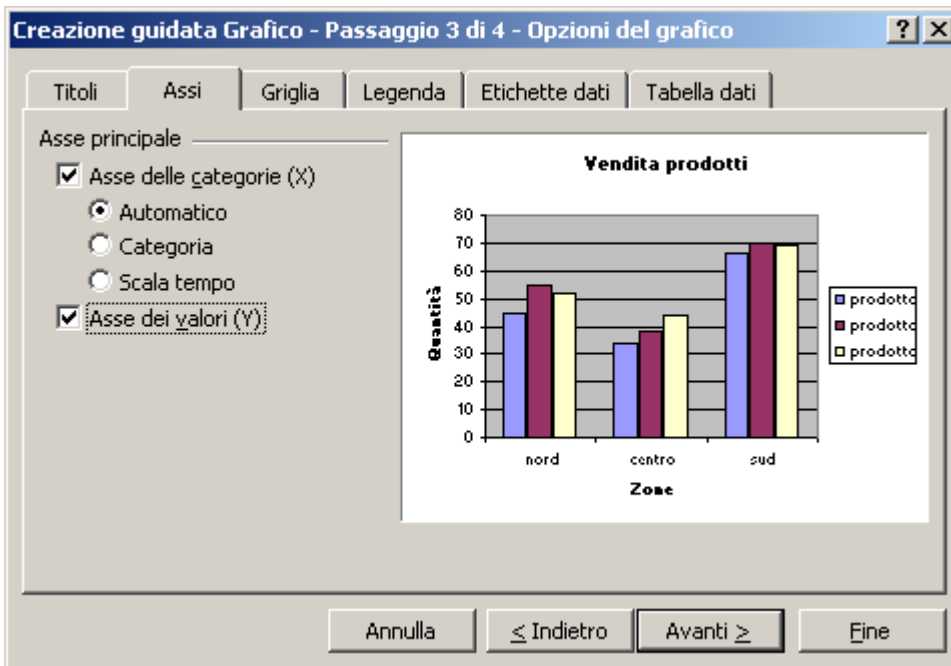 Creazione guidata Grafico - Passaggio 3 di 4 - Opzioni del grafico
Titoli
Assi
Griglia
Legenda
Etichette dati
Tabella dati
Asse principale
Asse delle categorie (X)
Automatico
Categoria
Scala tempo
Asse dei valori (Y)
Vendita prodotti
Quantità
80
70
60
50
40
30
20
10
0
nord
centro
sud
Zone
prodotto
prodotto
prodotto
Annulla
< Indietro
Avanti >
Fine